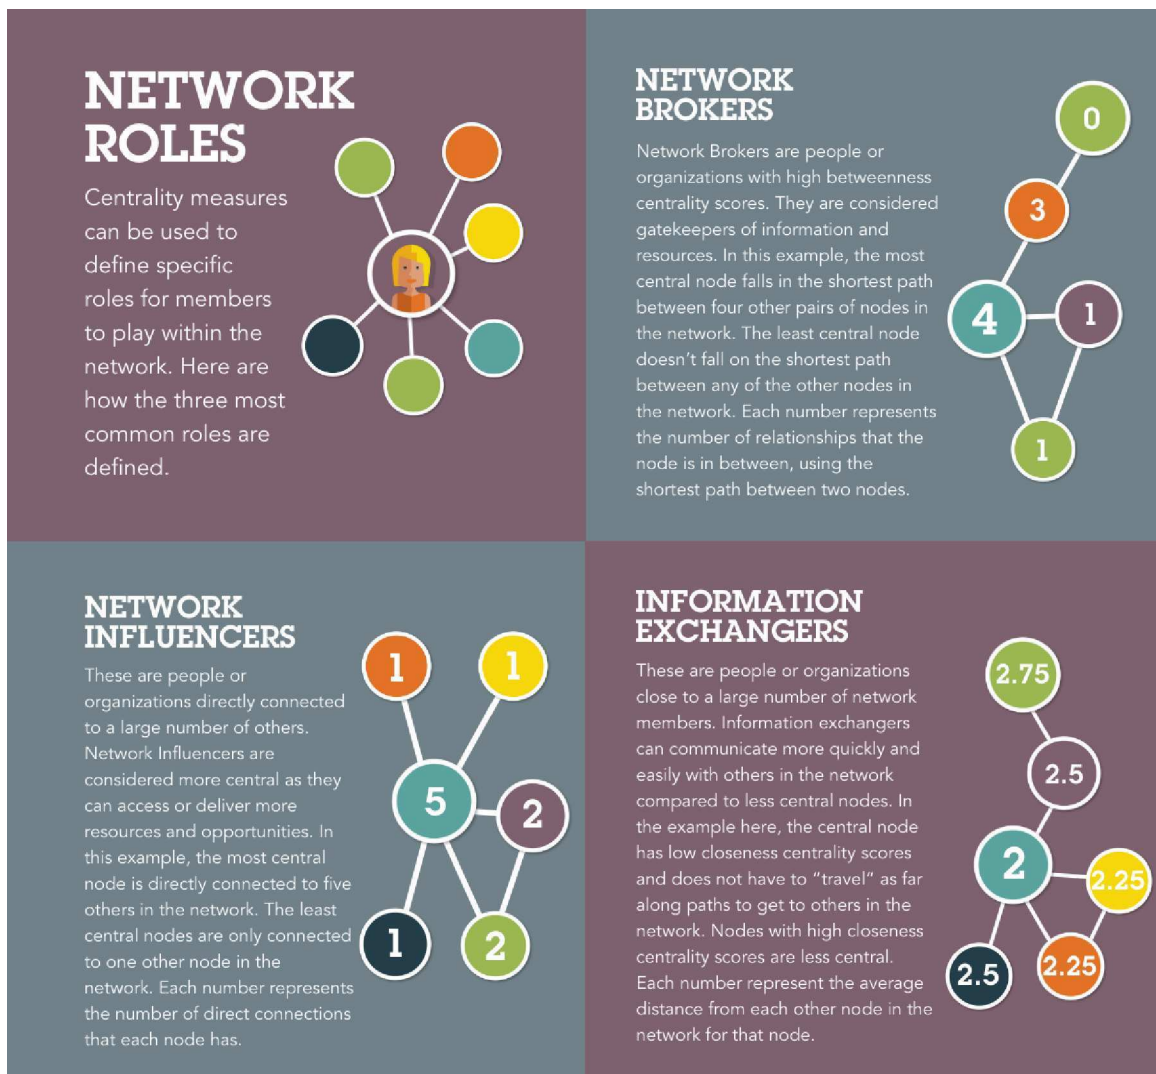 NETWORK
ROLES
Centrality measures
can be used to
define specific
roles for members
to play within the
network. Here are
how the three most
common roles are
defined.
NETWORK
BROKERS
Network Brokers are people or
organizations with high betweenness
centrality scores. They are considered
gatekeepers of information and
resources. In this example, the most
central node falls in the shortest path
between four other pairs of nodes in
the network. The least central node
doesn't fall on the shortest path
between any of the other nodes in
the network. Each number represents
the number of relationships that the
node is in between, using the
shortest path between two nodes.
0
3
4
1
1
NETWORK
INFLUENCERS
These are people or
organizations directly connected
to a large number of others.
Network Influencers are
considered more central as they
can access or deliver more
resources and opportunities. In
this example, the most central
node is directly connected to five
others in the network. The least
central nodes are only connected
to one other node in the
network. Each number represents
the number of direct connections
that each node has.
1
1
5
2
1
2
INFORMATION
EXCHANGERS
These are people or organizations
close to a large number of network
members. Information exchangers
can communicate more quickly and
easily with others in the network
compared to less central nodes. In
the example here, the central node
has low closeness centrality scores
and does not have to "travel" as far
along paths to get to others in the
network. Nodes with high closeness
centrality scores are less central.
Each number represent the average
distance from each other node in the
network for that node.
2.75
2.5
2
2.25
2.5
2.25